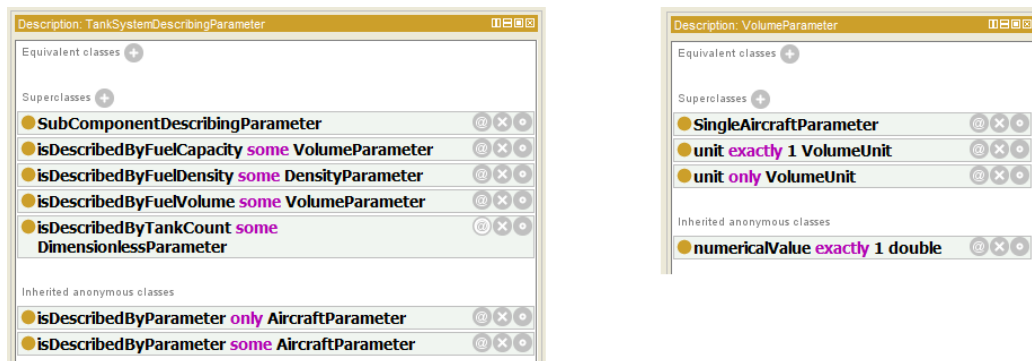 Description: TankSystemDescribingParameter
Equivalent classes
Superclasses
SubComponentDescribingParameter
isDescribedByFuelCapacity some VolumeParameter
isDescribedByFuelDensity some DensityParameter
isDescribedByFuelVolume some VolumeParameter
isDescribedByTankCount some
DimensionlessParameter
Inherited anonymous classes
isDescribedByParameter only AircraftParameter
isDescribedByParameter some AircraftParameter
Description: VolumeParameter
Equivalent classes
Superclasses
SingleAircraftParameter
unit exactly 1 VolumeUnit
unit only VolumeUnit
Inherited anonymous classes
numericalValue exactly 1 double